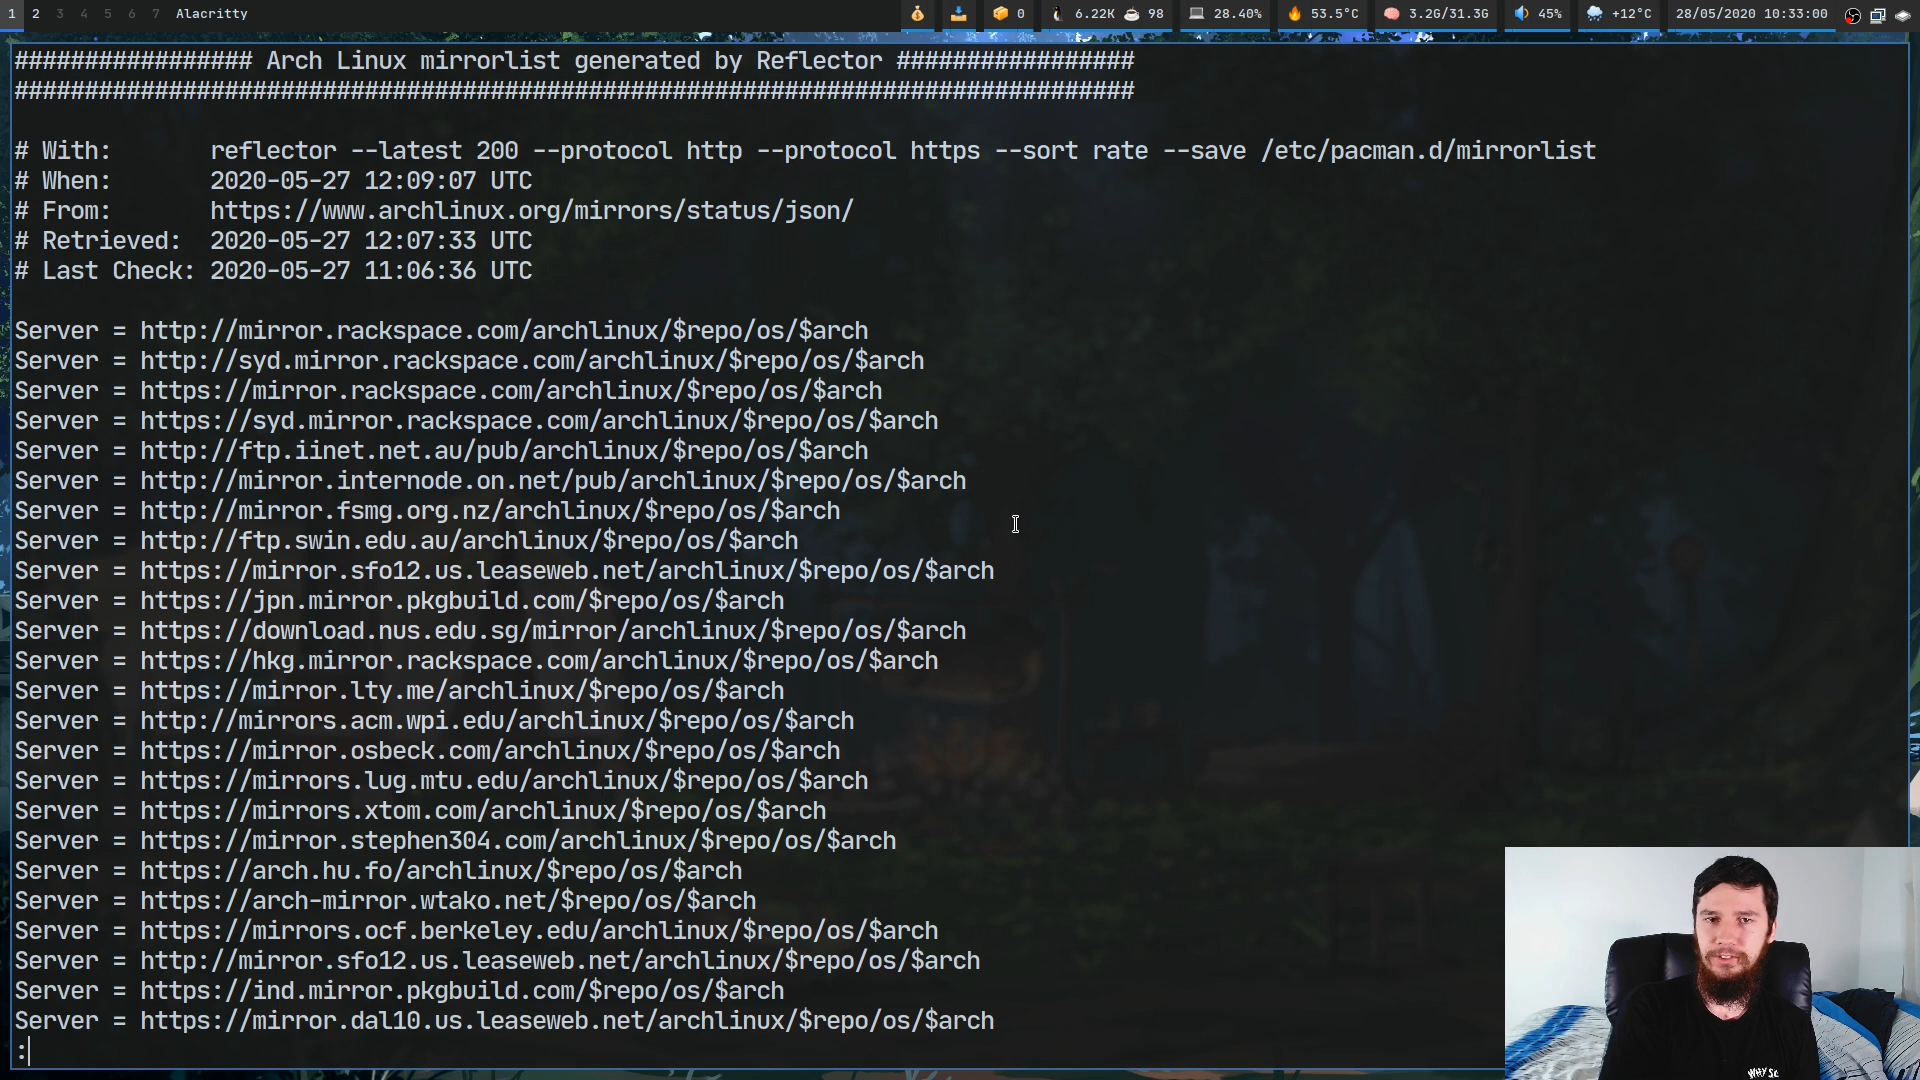 1 2 3 4 5 6 7 Alacritty 0 6.22K 98 28.40% 53.5°C 3.2G/31.3G 45% +12°C 28/05/2020 10:33:00
################# Arch Linux mirrorlist generated by Reflector #################
################################################################################
# With:       reflector --latest 200 --protocol http --protocol https --sort rate --save /etc/pacman.d/mirrorlist
# When:       2020-05-27 12:09:07 UTC
# From:       https://www.archlinux.org/mirrors/status/json/
# Retrieved:  2020-05-27 12:07:33 UTC
# Last Check: 2020-05-27 11:06:36 UTC
Server = http://mirror.rackspace.com/archlinux/$repo/os/$arch
Server = http://syd.mirror.rackspace.com/archlinux/$repo/os/$arch
Server = https://mirror.rackspace.com/archlinux/$repo/os/$arch
Server = https://syd.mirror.rackspace.com/archlinux/$repo/os/$arch
Server = http://ftp.iinet.net.au/pub/archlinux/$repo/os/$arch
Server = http://mirror.internode.on.net/pub/archlinux/$repo/os/$arch
Server = http://mirror.fsmg.org.nz/archlinux/$repo/os/$arch
Server = http://ftp.swin.edu.au/archlinux/$repo/os/$arch
Server = https://mirror.sfo12.us.leaseweb.net/archlinux/$repo/os/$arch
Server = https://jpn.mirror.pkgbuild.com/$repo/os/$arch
Server = https://download.nus.edu.sg/mirror/archlinux/$repo/os/$arch
Server = https://hkg.mirror.rackspace.com/archlinux/$repo/os/$arch
Server = https://mirror.lty.me/archlinux/$repo/os/$arch
Server = http://mirrors.acm.wpi.edu/archlinux/$repo/os/$arch
Server = https://mirror.osbeck.com/archlinux/$repo/os/$arch
Server = https://mirrors.lug.mtu.edu/archlinux/$repo/os/$arch
Server = https://mirrors.xtom.com/archlinux/$repo/os/$arch
Server = https://mirror.stephen304.com/archlinux/$repo/os/$arch
Server = https://arch.hu.fo/archlinux/$repo/os/$arch
Server = https://arch-mirror.wtako.net/$repo/os/$arch
Server = https://mirrors.ocf.berkeley.edu/archlinux/$repo/os/$arch
Server = http://mirror.sfo12.us.leaseweb.net/archlinux/$repo/os/$arch
Server = https://ind.mirror.pkgbuild.com/$repo/os/$arch
Server = https://mirror.dal10.us.leaseweb.net/archlinux/$repo/os/$arch
: